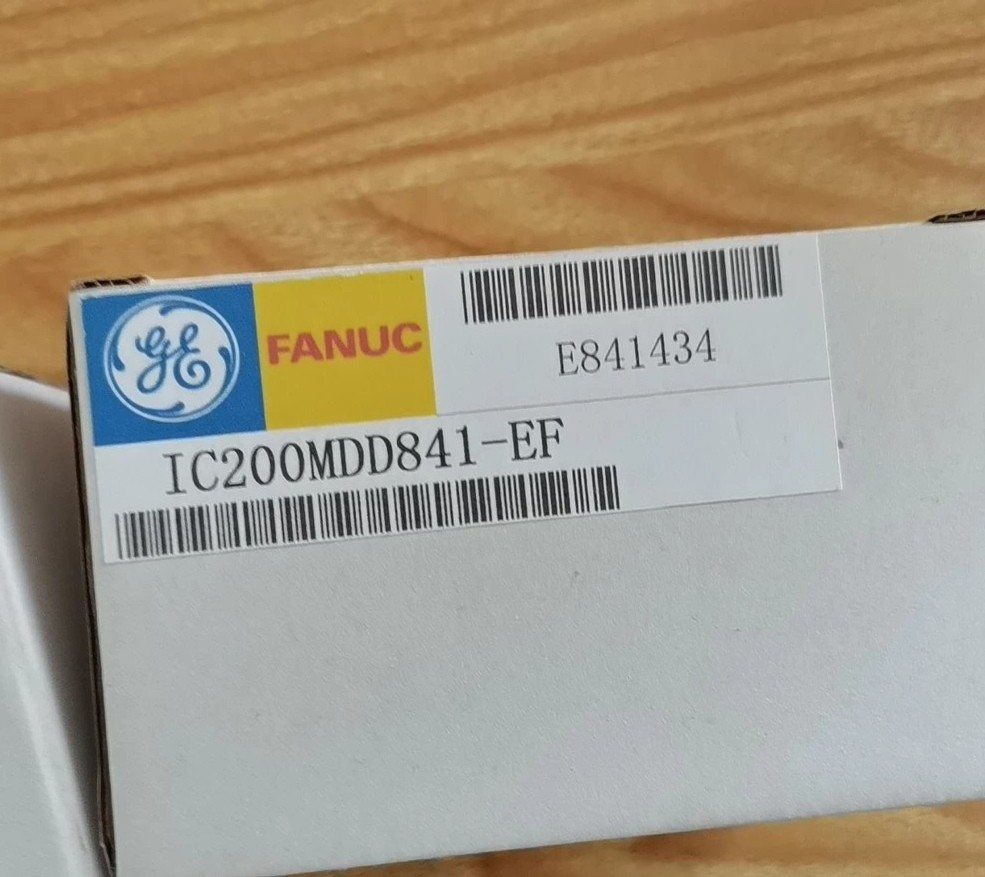 GE
FANUC
E841434
IC200MDD841-EF